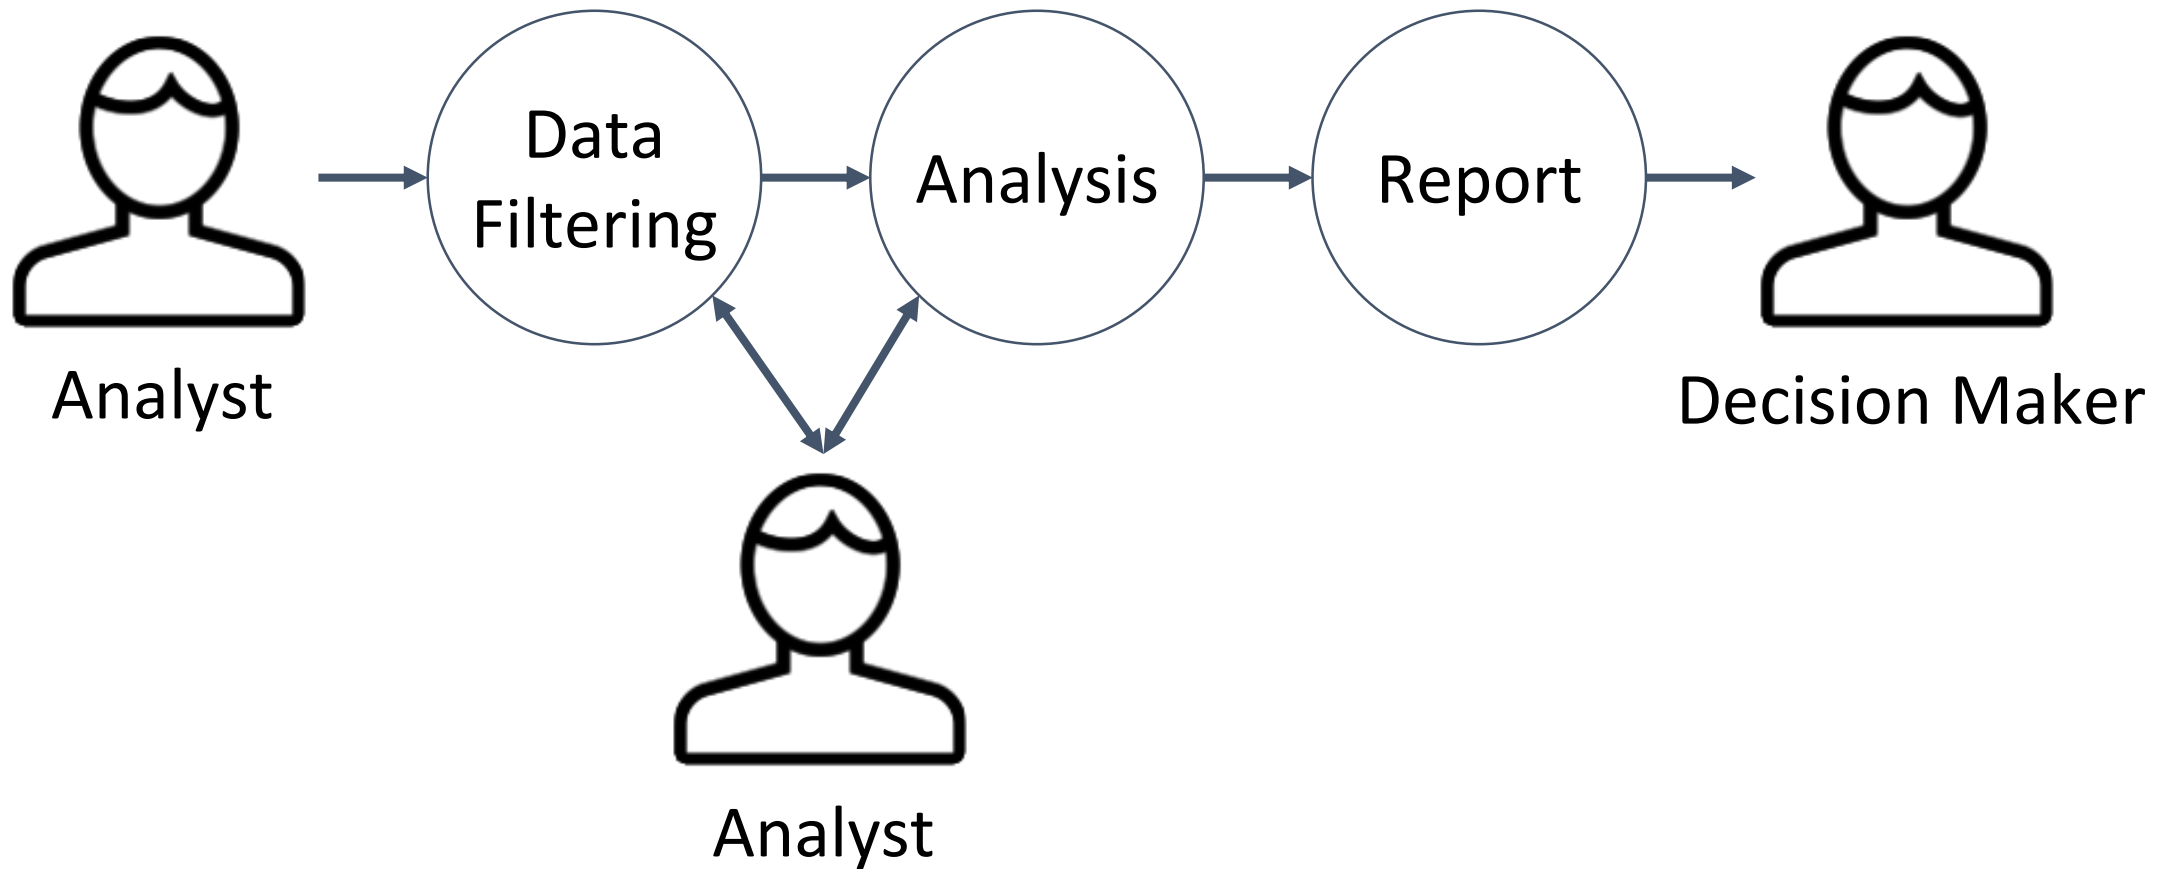 Data
Filtering
Analysis
Report
Analyst
Decision Maker
Analyst